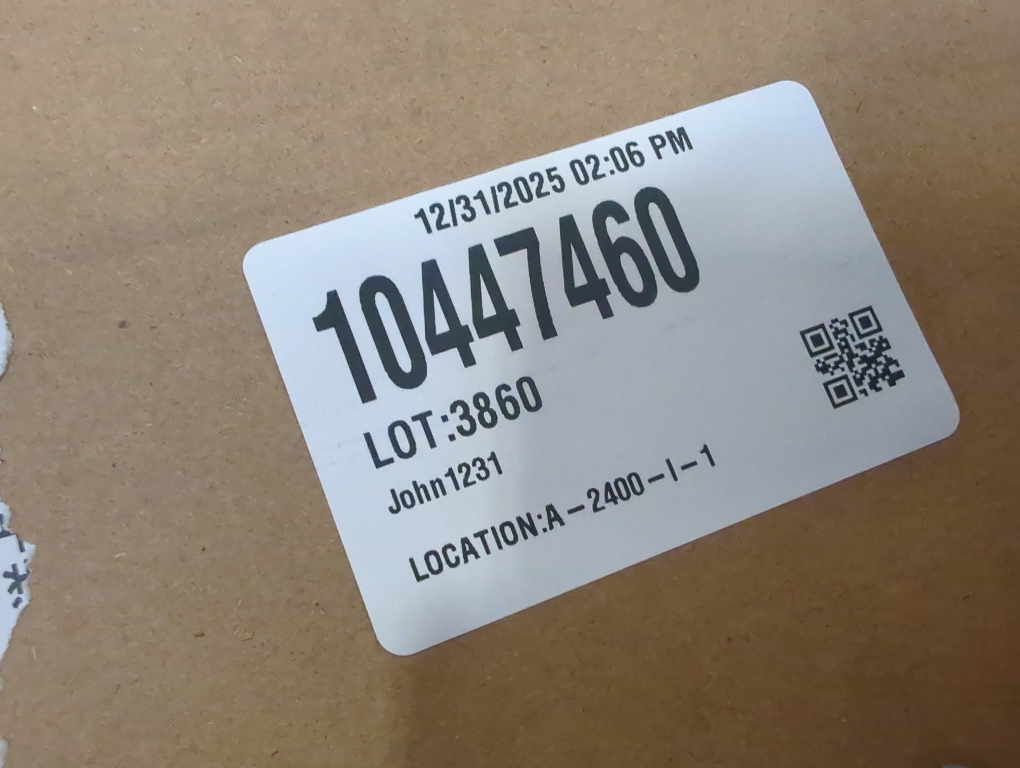 12/31/2025 02:06 PM
10447460
LOT:3860
John1231
LOCATION:A-2400-I-1